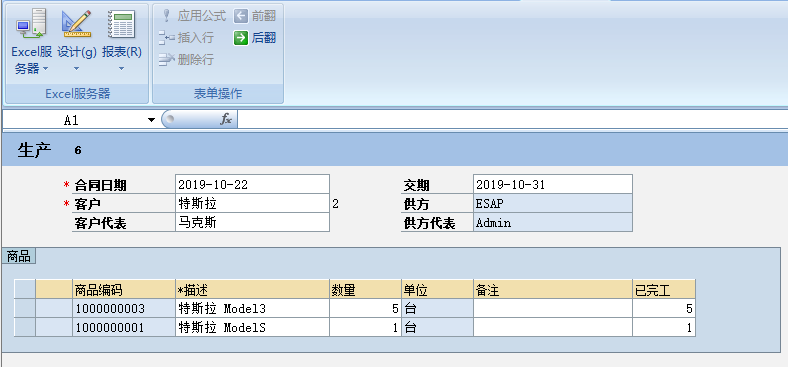 Excel服务器 设计(g) 报表(R)
应用公式 前翻
插入行 后翻
删除行
Excel服务器 表单操作
A1 fx
生产 6
* 合同日期 2019-10-22 交期 2019-10-31
* 客户 特斯拉 2 供方 ESAP
客户代表 马克斯 供方代表 Admin
商品
商品编码 *描述 数量 单位 备注 已完工
1000000003 特斯拉 Model3 5 台 5
1000000001 特斯拉 ModelS 1 台 1